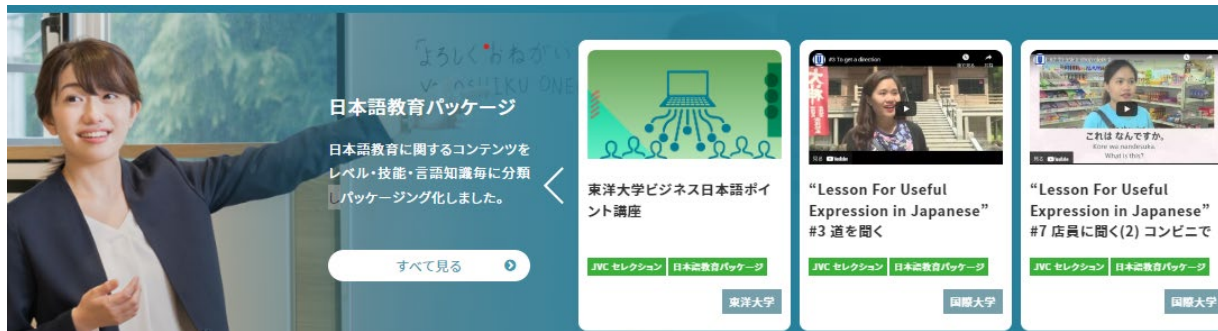 「よろしくおねがい
日本語教育パッケージ
日本語教育に関するコンテンツを
レベル・技能・言語知識毎に分類
しパッケージング化しました。
すべて見る
東洋大学ビジネス日本語ポイ
ント講座
JVC セレクション 日本語教育パッケージ
東洋大学
#3 To get a direction
見る YouTube
“Lesson For Useful
Expression in Japanese”
#3 道を聞く
JVC セレクション 日本語教育パッケージ
国際大学
これは なんですか。
Kore wa nandesuka.
What is this?
見る YouTube
“Lesson For Useful
Expression in Japanese”
#7 店員に聞く(2) コンビニで
JVC セレクション 日本語教育パッケージ
国際大学